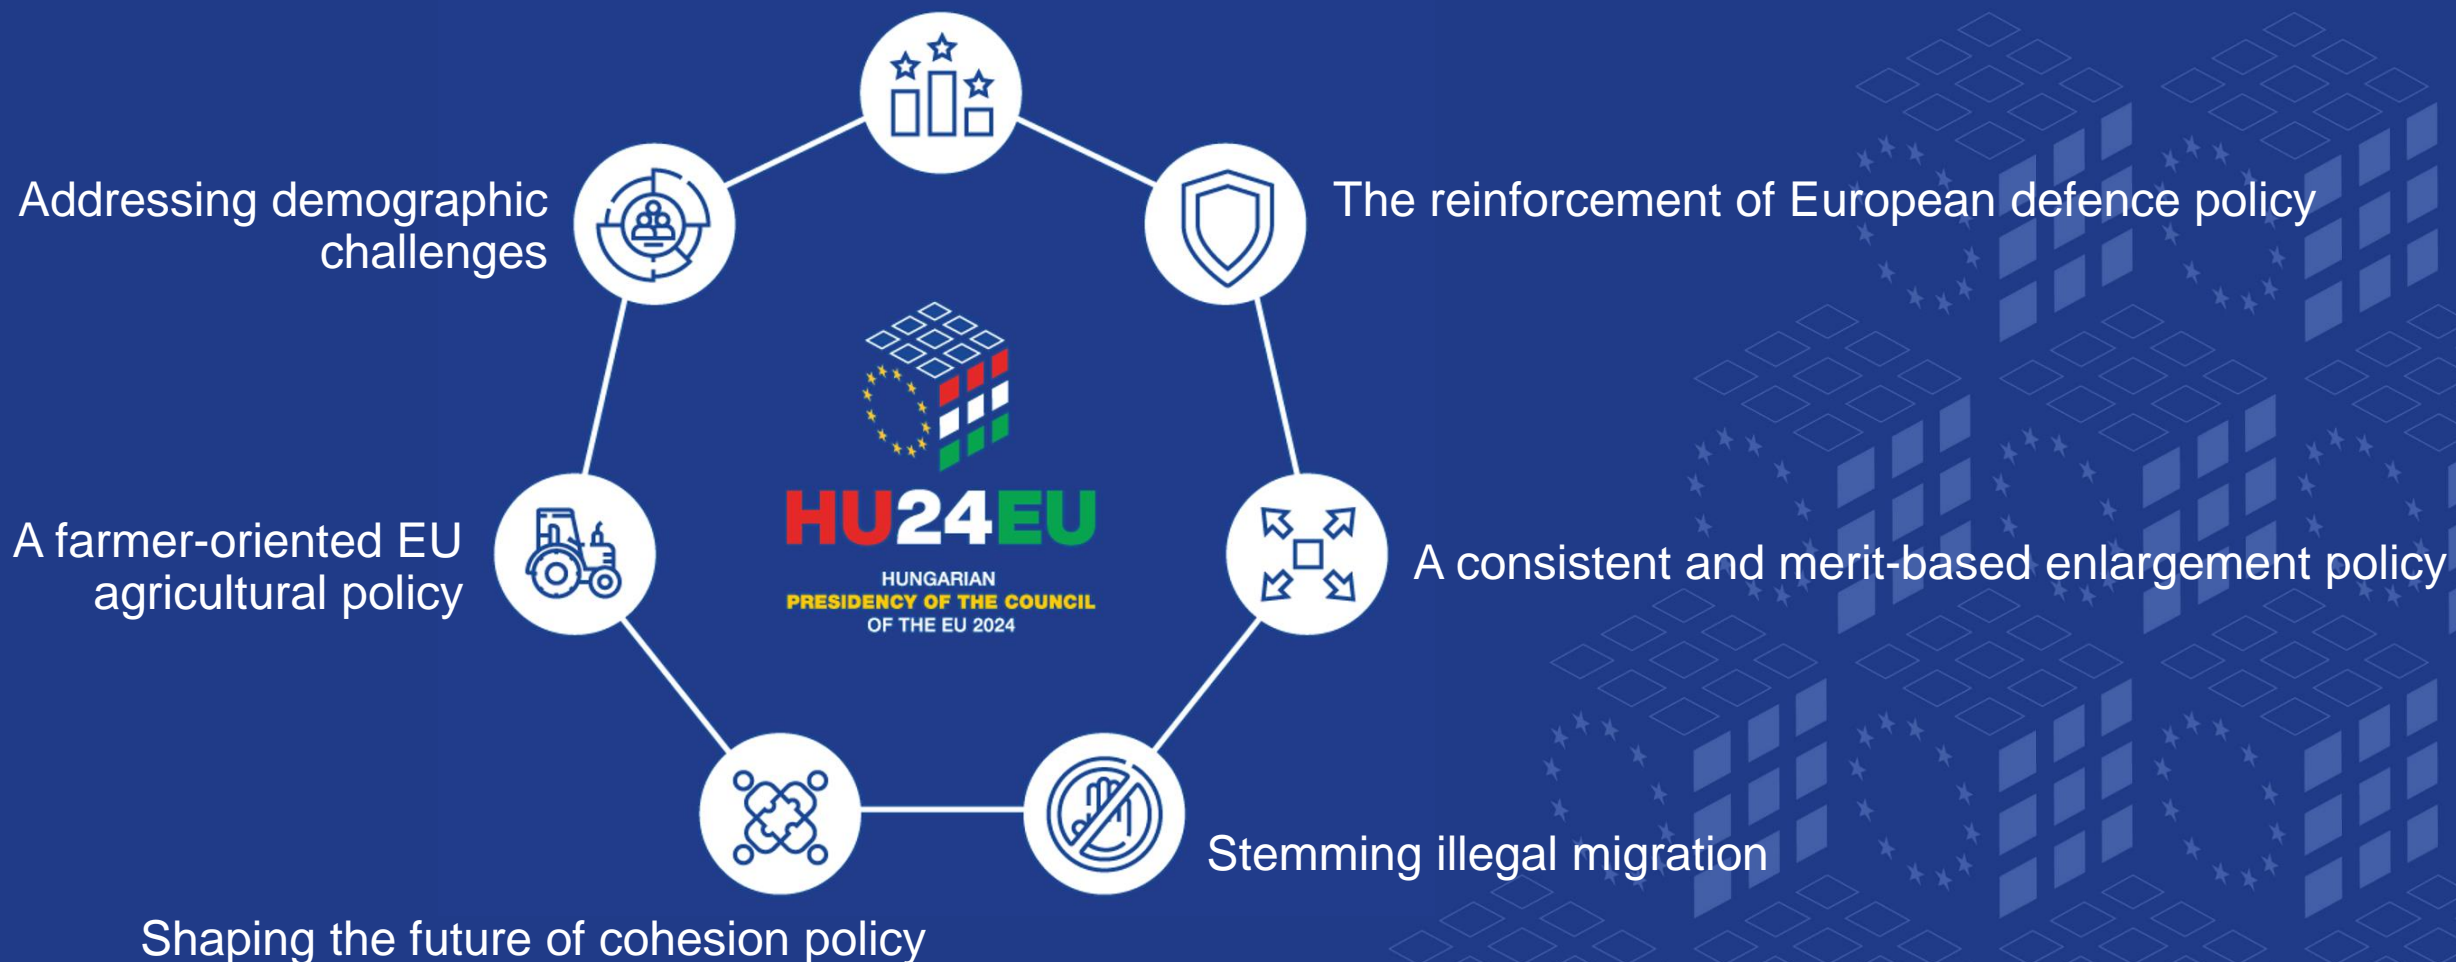 Addressing demographic
challenges
The reinforcement of European defence policy
HU24EU
HUNGARIAN
PRESIDENCY OF THE COUNCIL
OF THE EU 2024
A farmer-oriented EU
agricultural policy
A consistent and merit-based enlargement policy
Stemming illegal migration
Shaping the future of cohesion policy